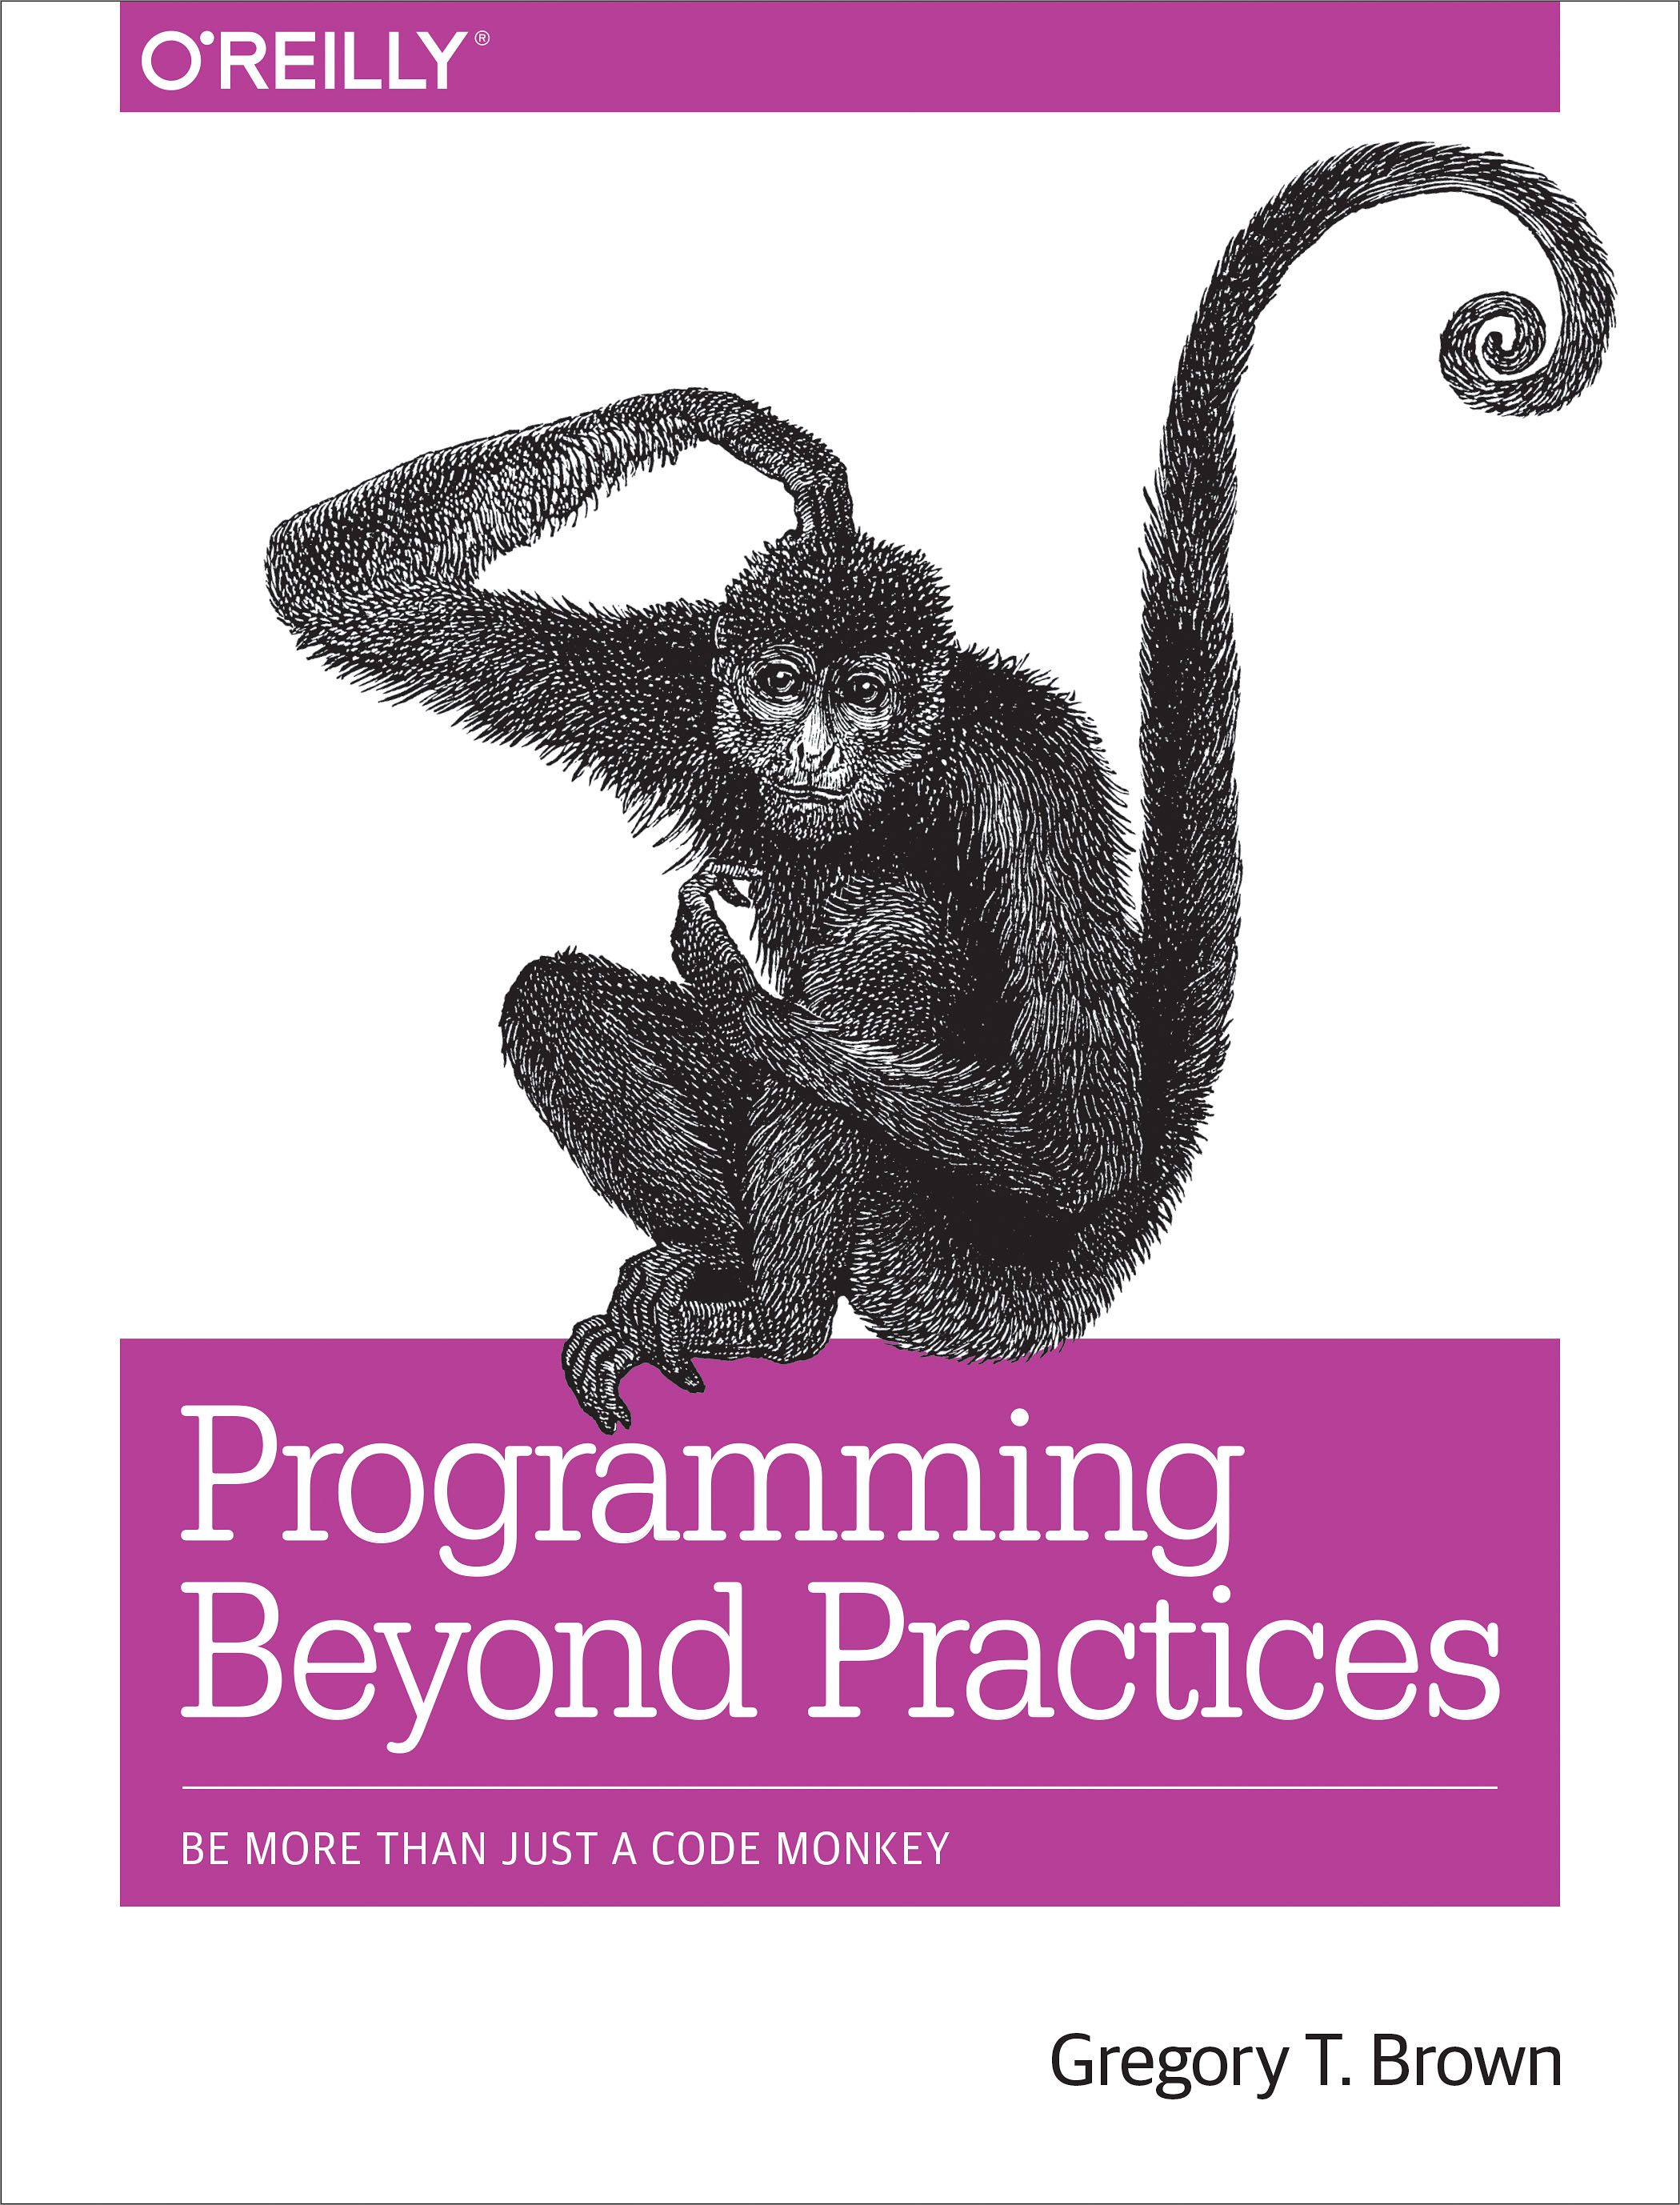 O'REILLY®
Programming
Beyond Practices
BE MORE THAN JUST A CODE MONKEY
Gregory T. Brown